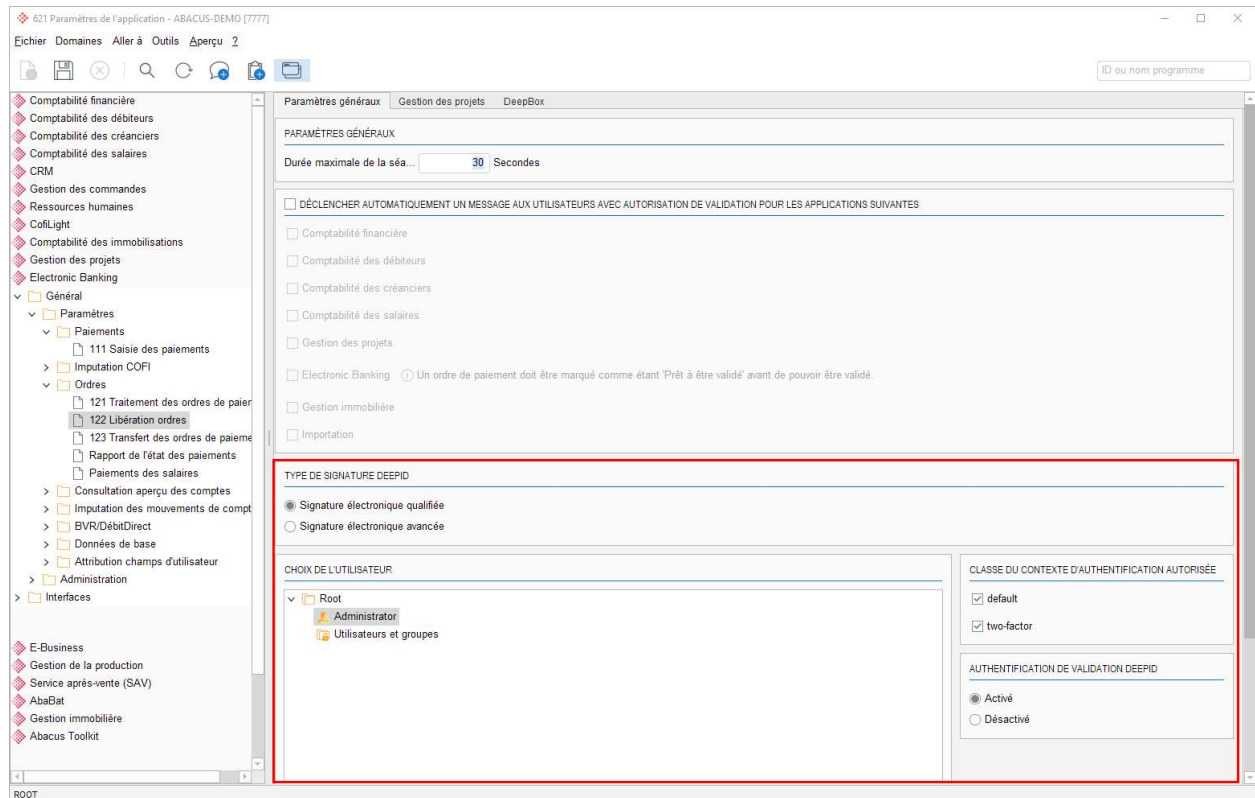 621 Paramètres de l'application - ABACUS-DEMO [7777]
Fichier Domaines Aller à Outils Aperçu ?
ID ou nom programme
Comptabilité financière
Comptabilité des débiteurs
Comptabilité des créanciers
Comptabilité des salaires
CRM
Gestion des commandes
Ressources humaines
CofiLight
Comptabilité des immobilisations
Gestion des projets
Electronic Banking
Général
Paramètres
Paiements
111 Saisie des paiements
Imputation COFI
Ordres
121 Traitement des ordres de paier
122 Libération ordres
123 Transfert des ordres de paieme
Rapport de l'état des paiements
Paiements des salaires
Consultation aperçu des comptes
Imputation des mouvements de compt
BVR/DébitDirect
Données de base
Attribution champs d'utilisateur
Administration
Interfaces
E-Business
Gestion de la production
Service après-vente (SAV)
AbaBat
Gestion immobilière
Abacus Toolkit
ROOT
Paramètres généraux Gestion des projets DeepBox
PARAMÈTRES GÉNÉRAUX
Durée maximale de la séa... 30 Secondes
DÉCLENCHER AUTOMATIQUEMENT UN MESSAGE AUX UTILISATEURS AVEC AUTORISATION DE VALIDATION POUR LES APPLICATIONS SUIVANTES
Comptabilité financière
Comptabilité des débiteurs
Comptabilité des créanciers
Comptabilité des salaires
Gestion des projets
Electronic Banking Un ordre de paiement doit être marqué comme étant 'Prêt à être validé' avant de pouvoir être validé.
Gestion immobilière
Importation
TYPE DE SIGNATURE DEEPID
Signature électronique qualifiée
Signature électronique avancée
CHOIX DE L'UTILISATEUR
Root
Administrator
Utilisateurs et groupes
CLASSE DU CONTEXTE D'AUTHENTIFICATION AUTORISÉE
default
two-factor
AUTHENTIFICATION DE VALIDATION DEEPID
Activé
Désactivé